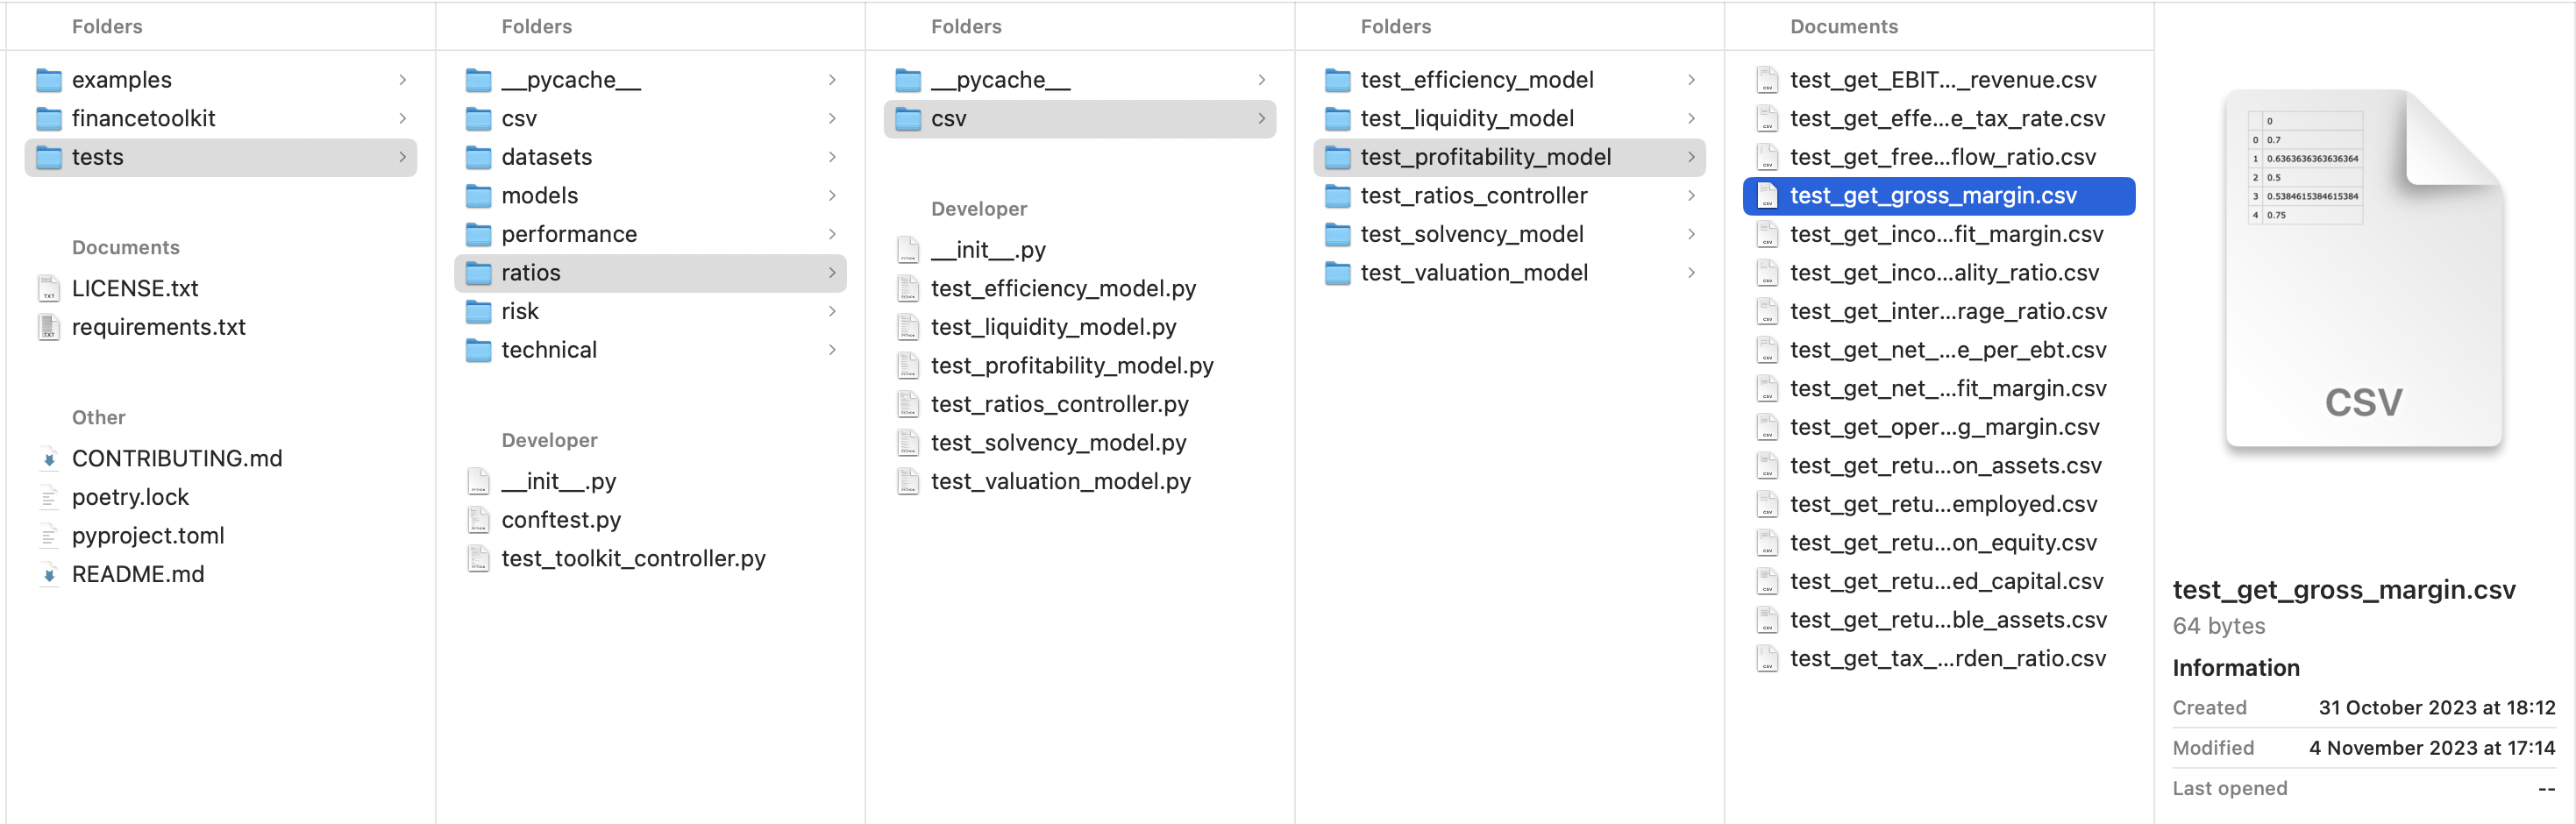 Folders
examples
financetoolkit
tests
Documents
LICENSE.txt
requirements.txt
Other
CONTRIBUTING.md
poetry.lock
pyproject.toml
README.md
Folders
__pycache__
csv
datasets
models
performance
ratios
risk
technical
Developer
__init__.py
conftest.py
test_toolkit_controller.py
Folders
__pycache__
csv
Developer
__init__.py
test_efficiency_model.py
test_liquidity_model.py
test_profitability_model.py
test_ratios_controller.py
test_solvency_model.py
test_valuation_model.py
Folders
test_efficiency_model
test_liquidity_model
test_profitability_model
test_ratios_controller
test_solvency_model
test_valuation_model
Documents
test_get_EBIT..._revenue.csv
test_get_effe...e_tax_rate.csv
test_get_free...flow_ratio.csv
test_get_gross_margin.csv
test_get_inco...fit_margin.csv
test_get_inco...ality_ratio.csv
test_get_inter...rage_ratio.csv
test_get_net_...e_per_ebt.csv
test_get_net_...fit_margin.csv
test_get_oper...g_margin.csv
test_get_retu...on_assets.csv
test_get_retu...employed.csv
test_get_retu...on_equity.csv
test_get_retu...ed_capital.csv
test_get_retu...ble_assets.csv
test_get_tax_...rden_ratio.csv
0
0 0.7
1 0.6363636363636364
2 0.5
3 0.5384615384615384
4 0.75
CSV
test_get_gross_margin.csv
64 bytes
Information
Created 31 October 2023 at 18:12
Modified 4 November 2023 at 17:14
Last opened --